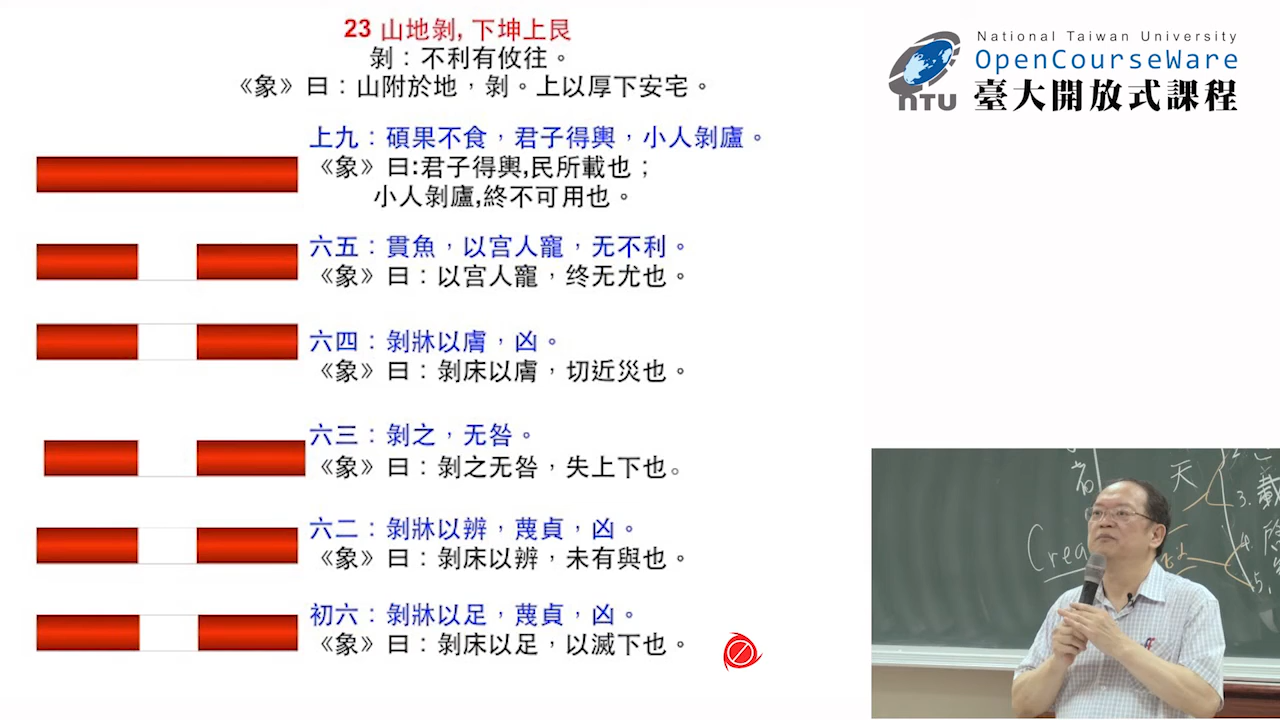 23 山地剝, 下坤上艮
剝：不利有攸往。
《象》曰：山附於地，剝。上以厚下安宅。
上九：碩果不食，君子得輿，小人剝廬。
《象》曰:君子得輿,民所載也；
小人剝廬,終不可用也。
六五：貫魚，以宮人寵，无不利。
《象》曰：以宮人寵，终无尤也。
六四：剝牀以膚，凶。
《象》曰：剝床以膚，切近災也。
六三：剝之，无咎。
《象》曰：剝之无咎，失上下也。
六二：剝牀以辨，蔑貞，凶。
《象》曰：剝床以辨，未有與也。
初六：剝牀以足，蔑貞，凶。
《象》曰：剝床以足，以滅下也。
National Taiwan University
OpenCourseWare
NTU 臺大開放式課程
者
天
3. 戴
Crea
4.
5.